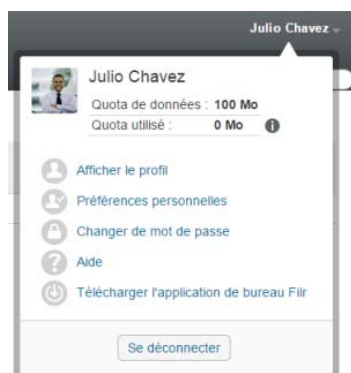 Julio Chavez
Julio Chavez
Quota de données : 100 Mo
Quota utilisé : 0 Mo
Afficher le profil
Préférences personnelles
Changer de mot de passe
Aide
Télécharger l'application de bureau Filr
Se déconnecter